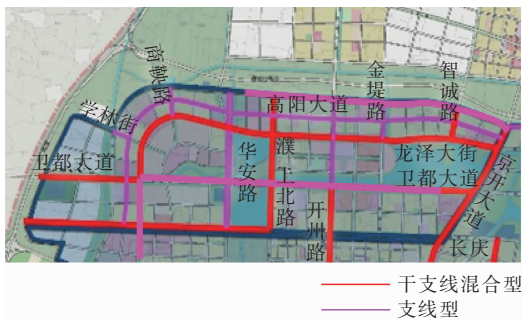 商鞅路
金堤路
智诚路
高阳大道
学林街
龙泽大街
卫都大道
华安路
濮上北路
卫都大道
京开大道
开州路
长庆
干支线混合型
支线型